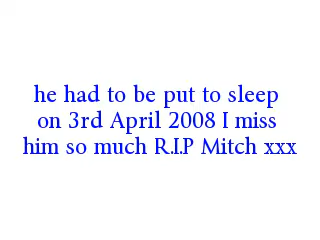 he had to be put to sleep
on 3rd April 2008 I miss
him so much R.I.P Mitch xxx